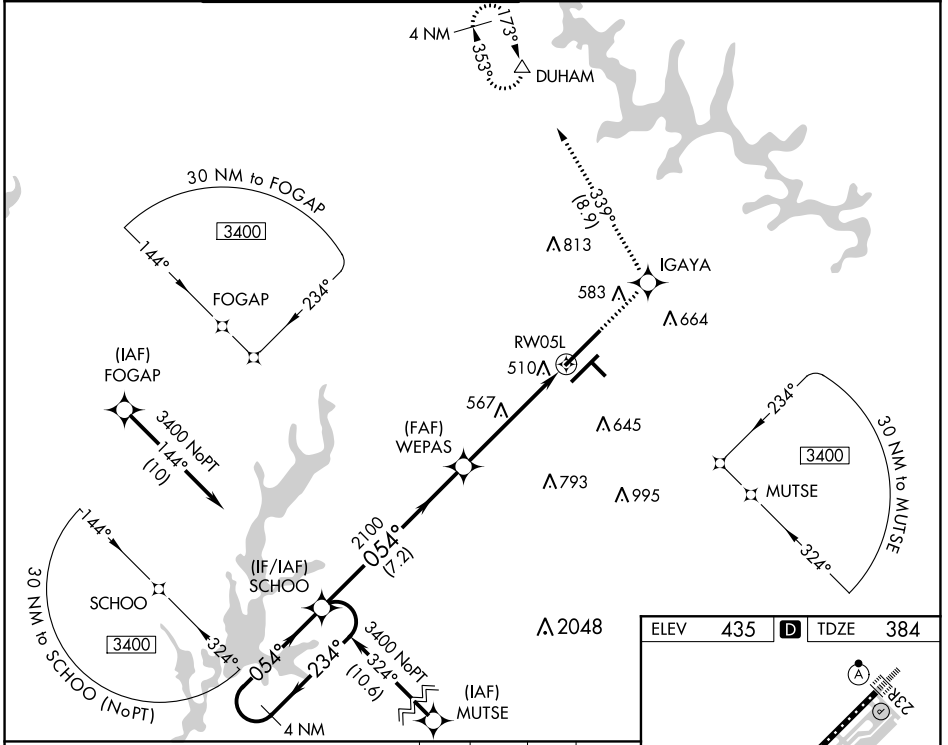 4 NM
173°
353°
DUHAM
30 NM to FOGAP
3400
144°
234°
FOGAP
339°
(8.9)
813
IGAYA
583
664
RW05L
510
(IAF)
FOGAP
3400 NoPT
144°
(10)
567
645
(FAF)
WEPAS
793
995
234°
30 NM to MUTSE
3400
MUTSE
324°
2100
054°
(7.2)
144°
SCHOO
3400
324°
30 NM to SCHOO (NoPT)
(IF/IAF)
SCHOO
054°
234°
3400 NoPT
324°
(10.6)
(IAF)
MUTSE
4 NM
2048
ELEV 435 D TDZE 384
A
23R
P